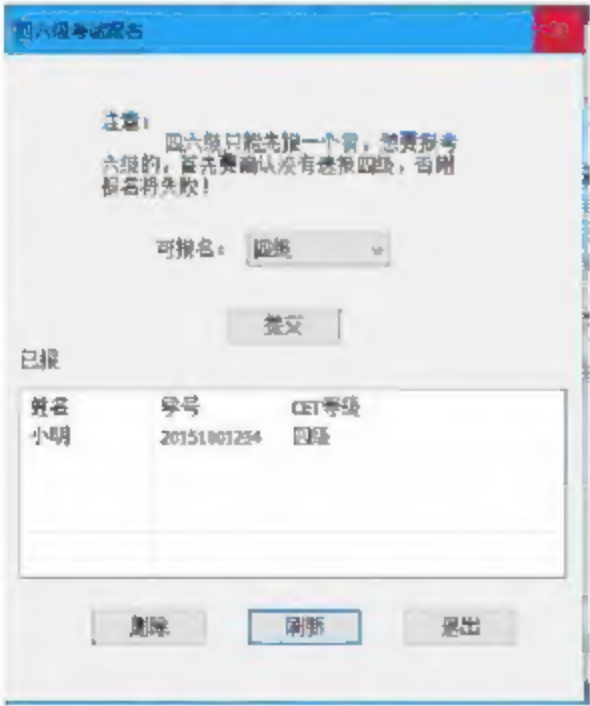 四六级考试报名
注意：
四六级只能先报一个哦，想要报考
六级的，首先要确认没有选报四级，否则
报名将失败！
可报名： 四级
提交
已报
姓名 学号 CET等级
小明 20151801254 四级
删除 刷新 退出